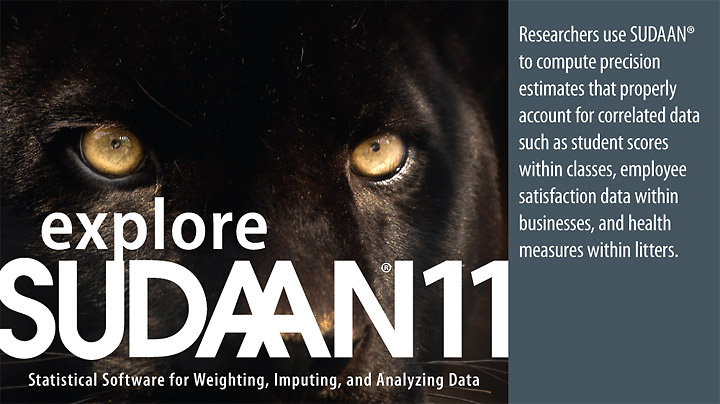 explore
SUDAAN® 11
Statistical Software for Weighting, Imputing, and Analyzing Data
Researchers use SUDAAN®
to compute precision
estimates that properly
account for correlated data
such as student scores
within classes, employee
satisfaction data within
businesses, and health
measures within litters.